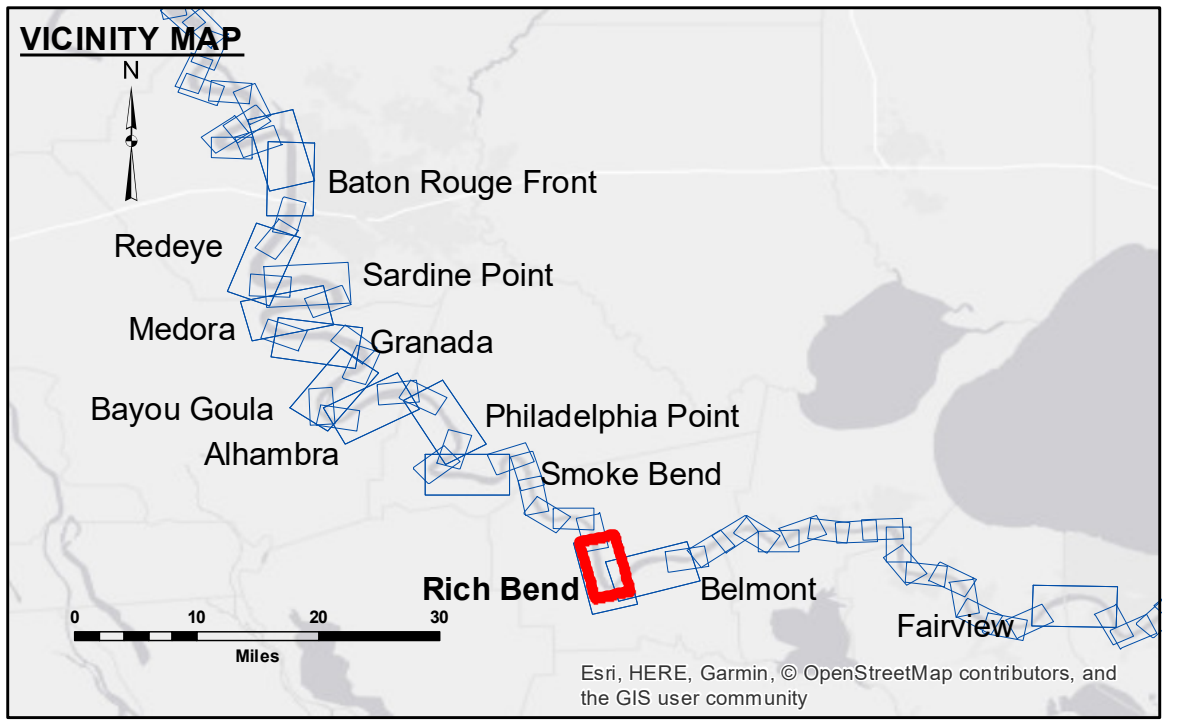 VICINITY MAP
N
Baton Rouge Front
Redeye
Sardine Point
Medora
Granada
Bayou Goula
Philadelphia Point
Alhambra
Smoke Bend
Rich Bend
Belmont
Fairview
0 10 20 30
Miles
Esri, HERE, Garmin, © OpenStreetMap contributors, and
the GIS user community